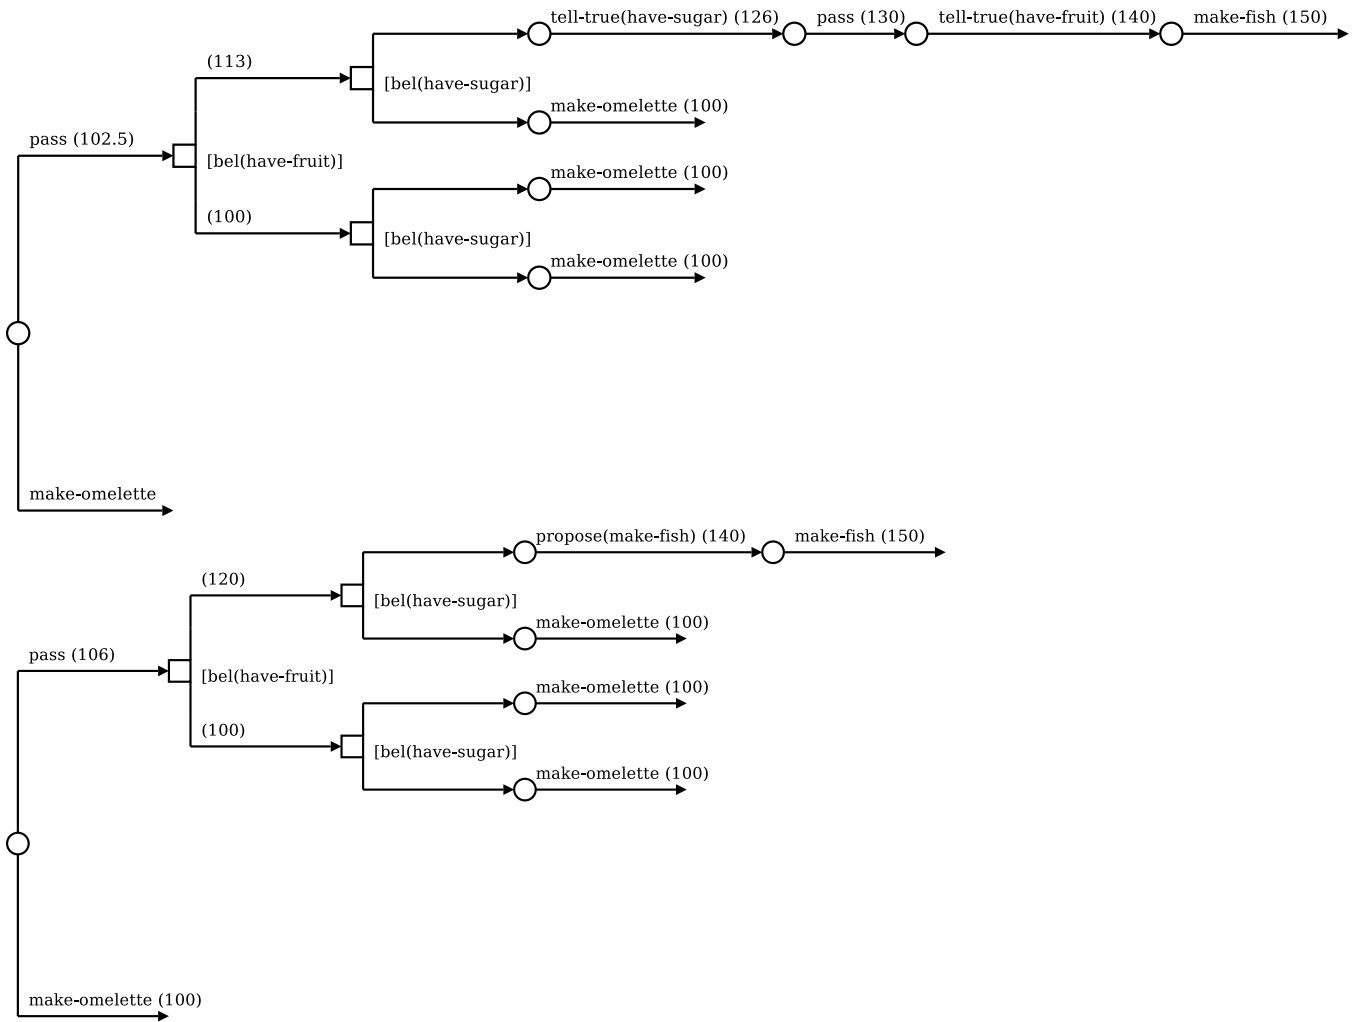 tell-true(have-sugar) (126) pass (130) tell-true(have-fruit) (140) make-fish (150)
(113)
[bel(have-sugar)]
make-omelette (100)
pass (102.5)
[bel(have-fruit)]
make-omelette (100)
(100)
[bel(have-sugar)]
make-omelette (100)
make-omelette
propose(make-fish) (140) make-fish (150)
(120)
[bel(have-sugar)]
make-omelette (100)
pass (106)
[bel(have-fruit)]
make-omelette (100)
(100)
[bel(have-sugar)]
make-omelette (100)
make-omelette (100)